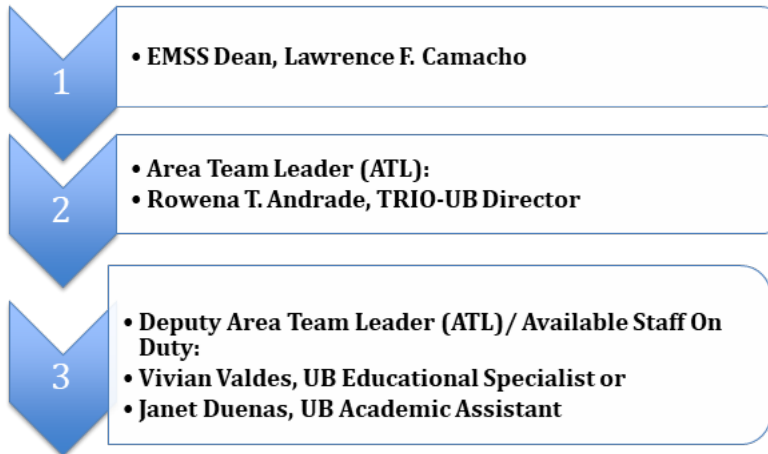 1
• EMSS Dean, Lawrence F. Camacho
2
• Area Team Leader (ATL):
• Rowena T. Andrade, TRIO-UB Director
3
• Deputy Area Team Leader (ATL)/ Available Staff On
Duty:
• Vivian Valdes, UB Educational Specialist or
• Janet Duenas, UB Academic Assistant